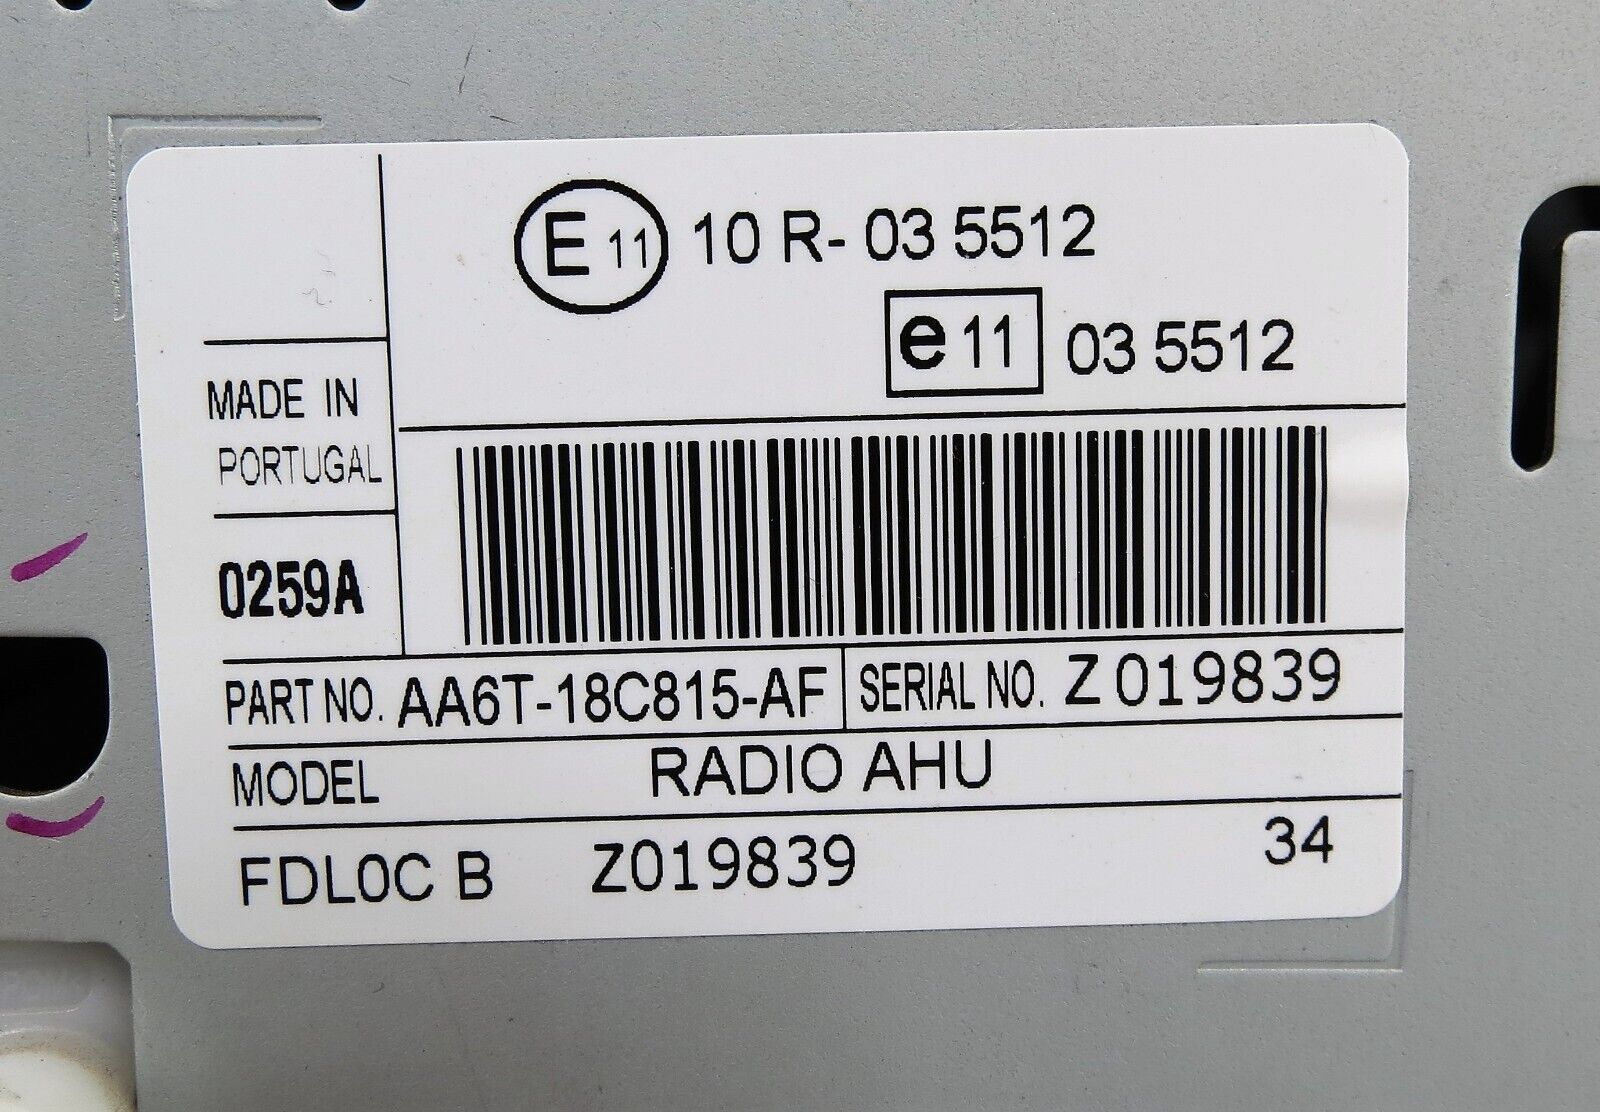 E 11 10 R- 03 5512
e 11 03 5512
MADE IN
PORTUGAL
0259A
PART NO. AA6T-18C815-AF SERIAL NO. Z 019839
MODEL RADIO AHU
FDLOC B Z019839 34